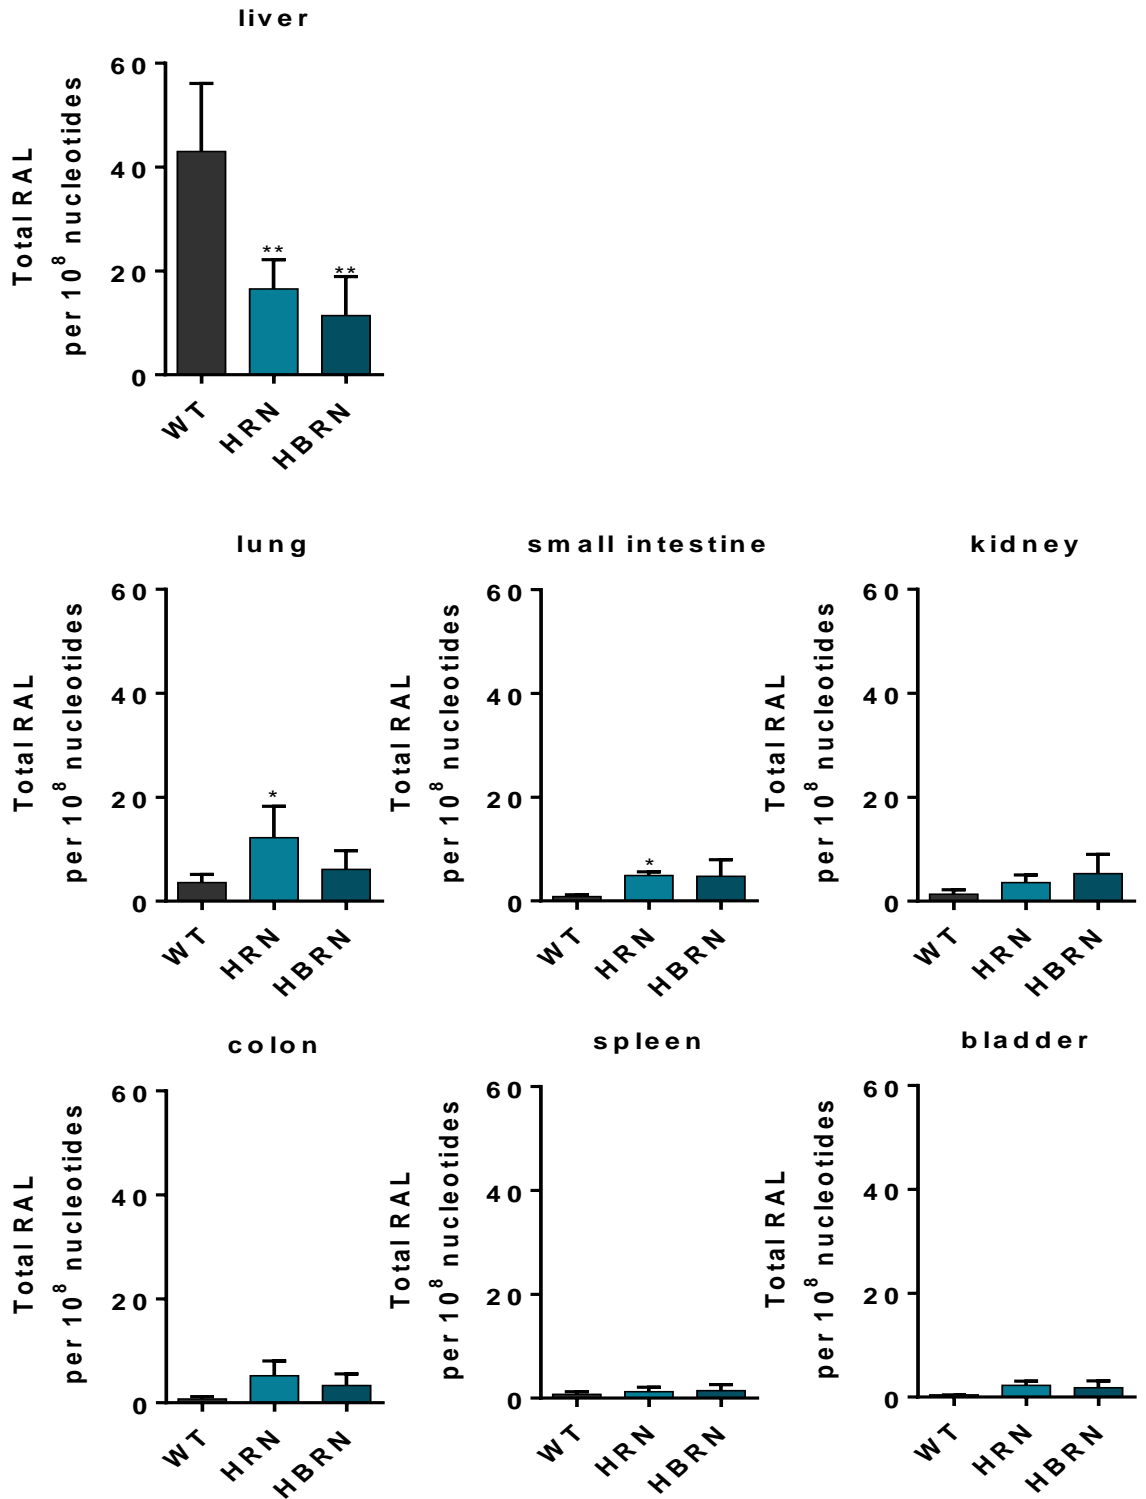 liver
Total RAL
per 10⁸ nucleotides
60
40
20
0
**
**
WT
HRN
HBRN
lung
Total RAL
per 10⁸ nucleotides
60
40
20
0
*
WT
HRN
HBRN
small intestine
Total RAL
per 10⁸ nucleotides
60
40
20
0
*
WT
HRN
HBRN
kidney
Total RAL
per 10⁸ nucleotides
60
40
20
0
WT
HRN
HBRN
colon
Total RAL
per 10⁸ nucleotides
60
40
20
0
WT
HRN
HBRN
spleen
Total RAL
per 10⁸ nucleotides
60
40
20
0
WT
HRN
HBRN
bladder
Total RAL
per 10⁸ nucleotides
60
40
20
0
WT
HRN
HBRN